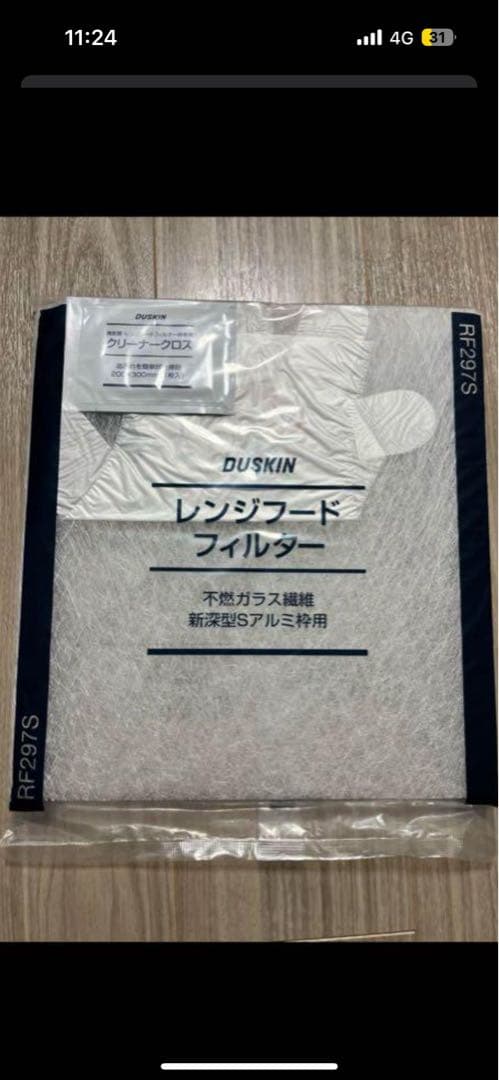 11:24
4G
31
DUSKIN
クリーナークロス
RF297S
DUSKIN
レンジフード
フィルター
不燃ガラス繊維
新深型Sアルミ枠用
RF297S